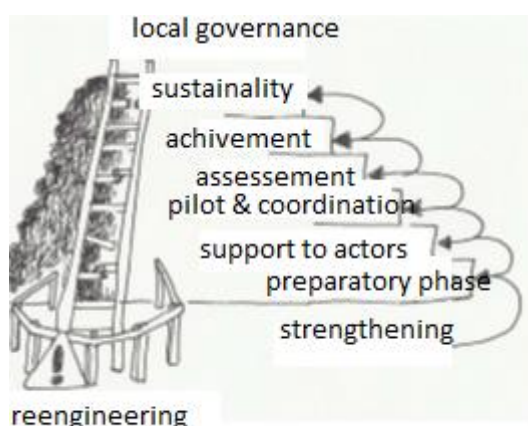 local governance
sustainality
achivement
assessement
pilot & coordination
support to actors
preparatory phase
strengthening
reengineering